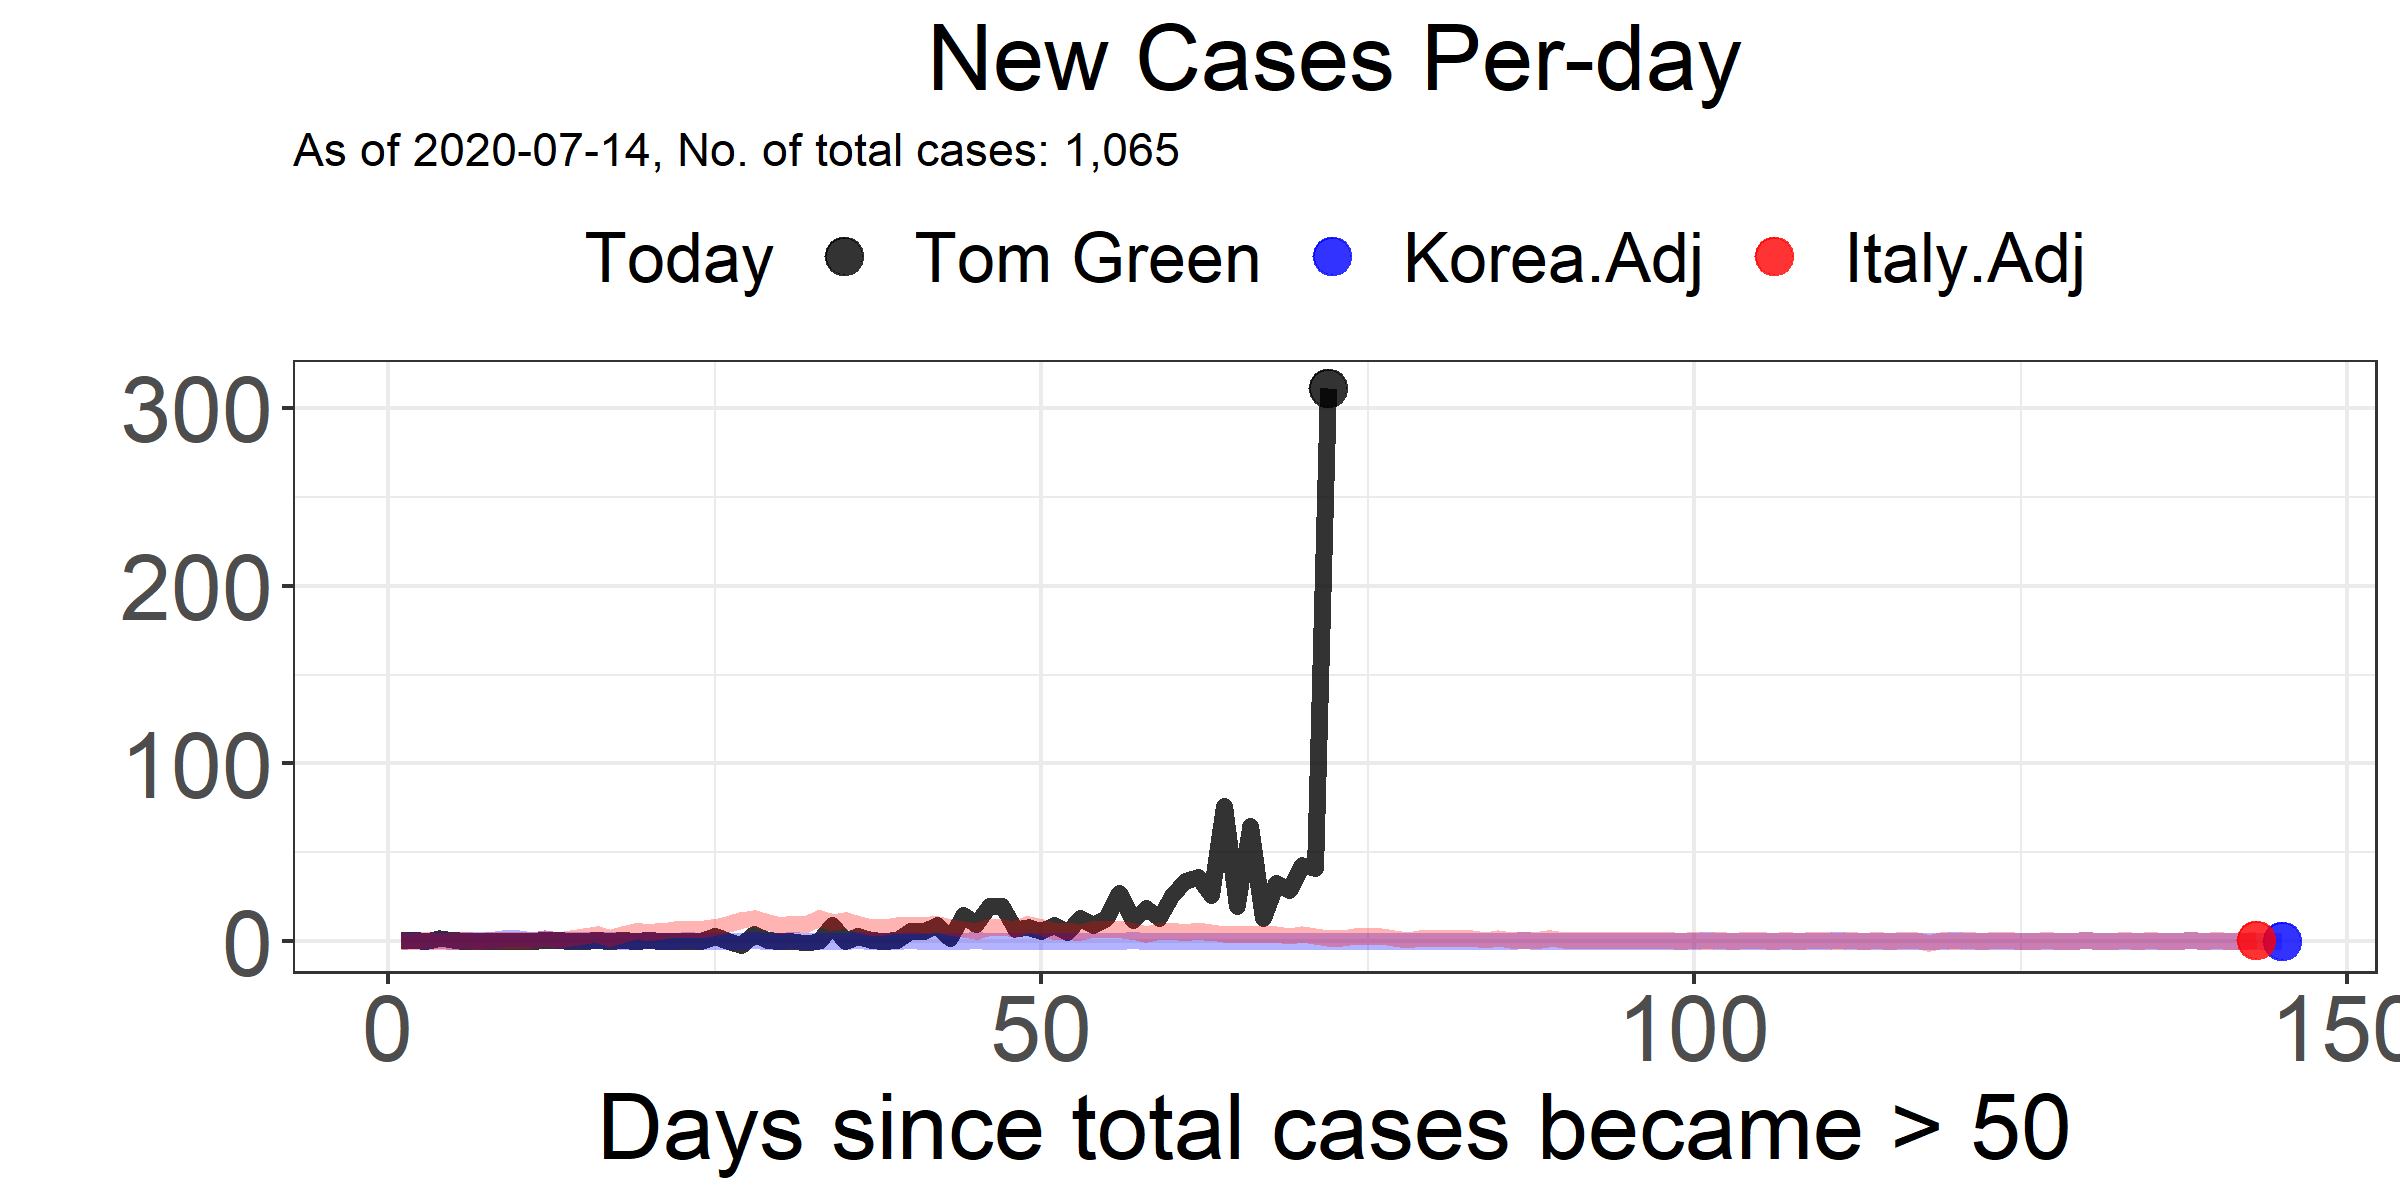 New Cases Per-day
As of 2020-07-14, No. of total cases: 1,065
Today Tom Green Korea.Adj Italy.Adj
300
200
100
0
0 50 100 150
Days since total cases became > 50